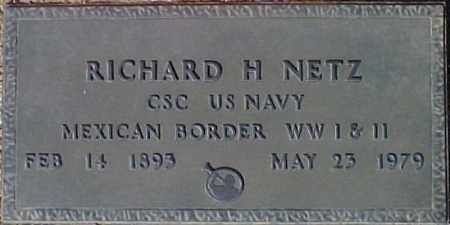 RICHARD H NETZ
CSC US NAVY
MEXICAN BORDER WW I & II
FEB 14 1893 MAY 23 1979